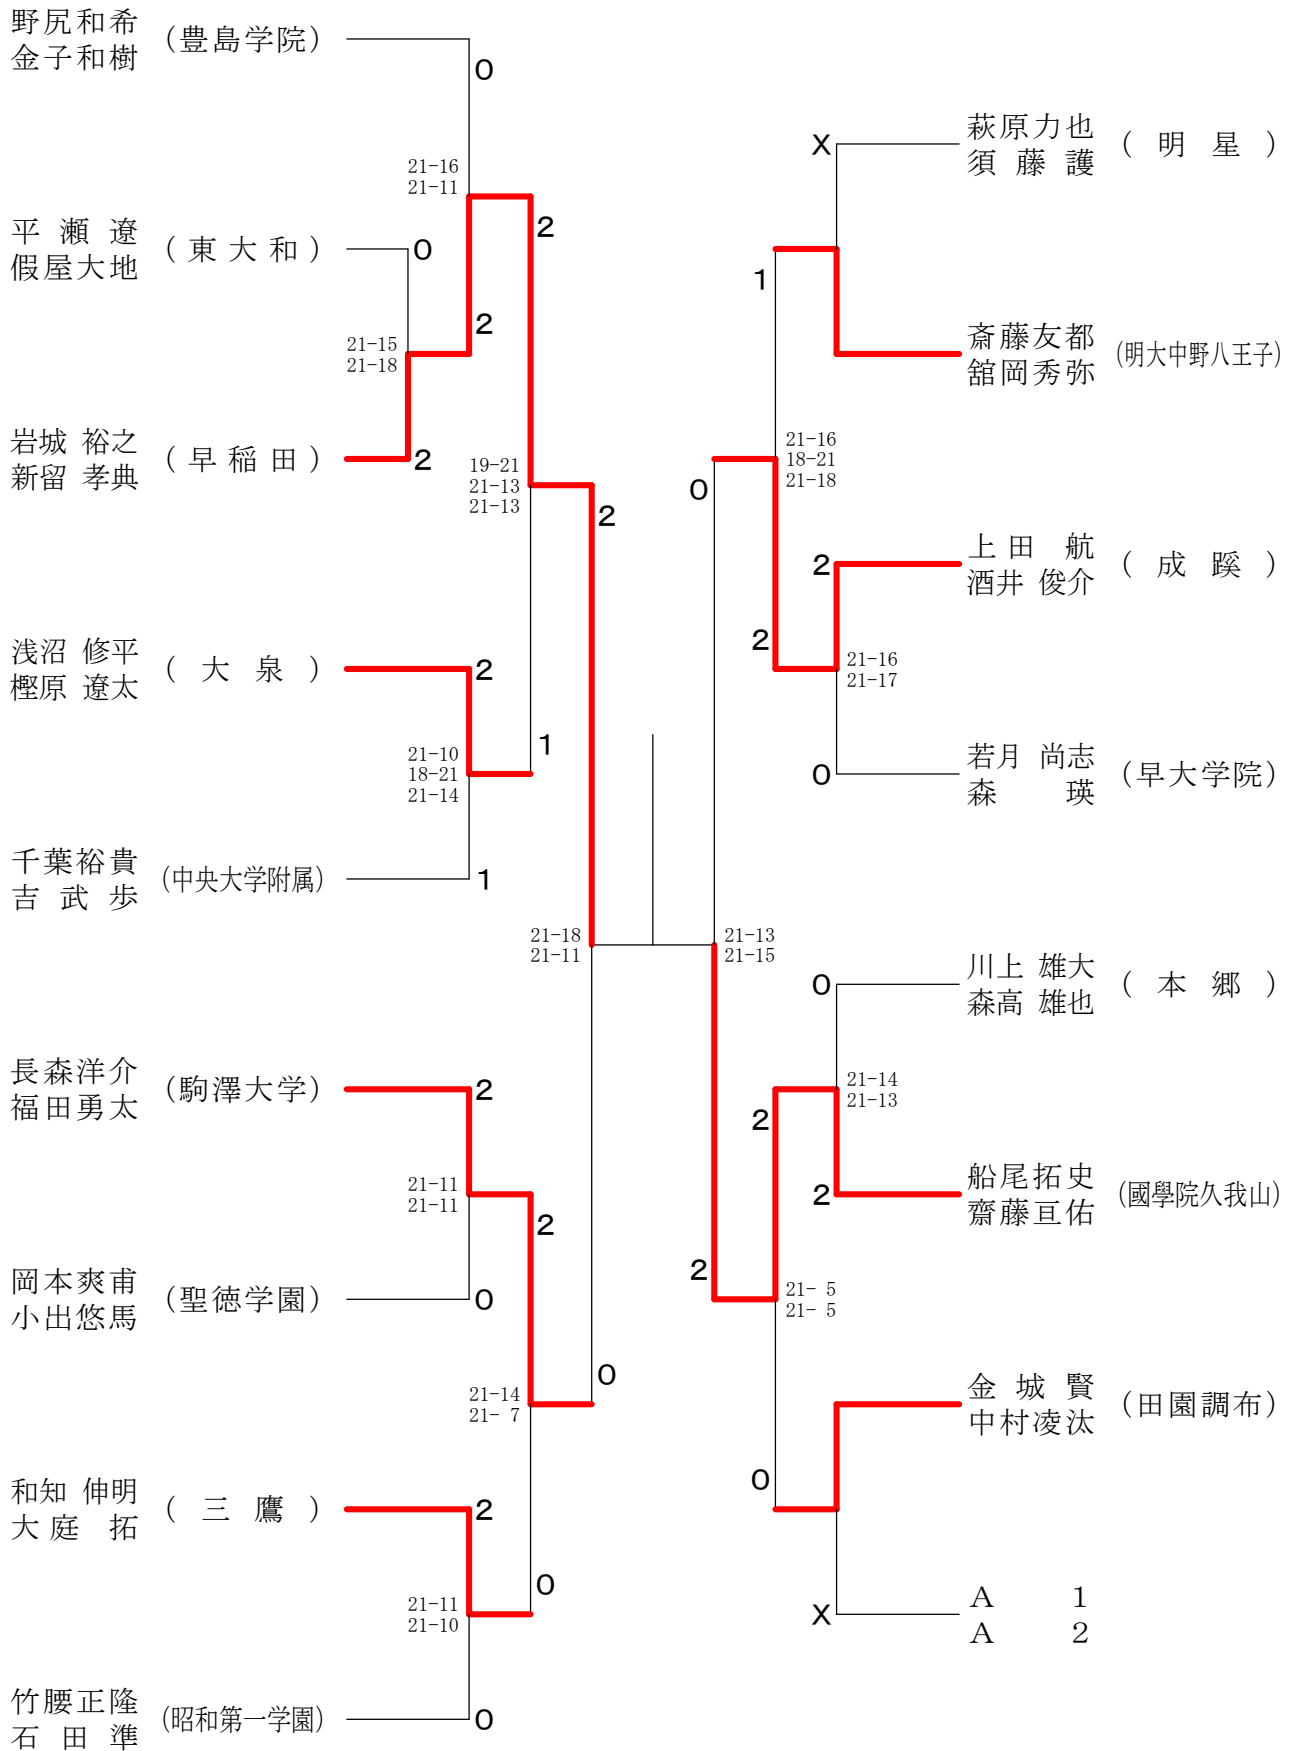 野尻和希
金子和樹
(豊島学院)
0
21-16
21-11
2
平瀬遼
假屋大地
(東大和)
0
2
21-15
21-18
岩城 裕之
新留 孝典
(早稲田)
2
19-21
21-13
21-13
2
浅沼 修平
樫原 遼太
(大泉)
2
1
21-10
18-21
21-14
千葉裕貴
吉武歩
(中央大学附属)
1
21-18
21-11
長森洋介
福田勇太
(駒澤大学)
2
21-11
21-11
2
岡本爽甫
小出悠馬
(聖徳学園)
0
21-14
21- 7
0
和知 伸明
大庭 拓
(三鷹)
2
0
21-11
21-10
竹腰正隆
石田準
(昭和第一学園)
0
X
萩原力也
須藤護
(明星)
1
斎藤友都
舘岡秀弥
(明大中野八王子)
21-16
18-21
21-18
0
上田 航
酒井 俊介
(成蹊)
2
2
21-16
21-17
若月 尚志
森 瑛
(早大学院)
0
21-13
21-15
川上 雄大
森高 雄也
(本郷)
0
21-14
21-13
2
船尾拓史
齋藤亘佑
(國學院久我山)
2
2
21- 5
21- 5
金城賢
中村凌汰
(田園調布)
0
X
A 1
A 2